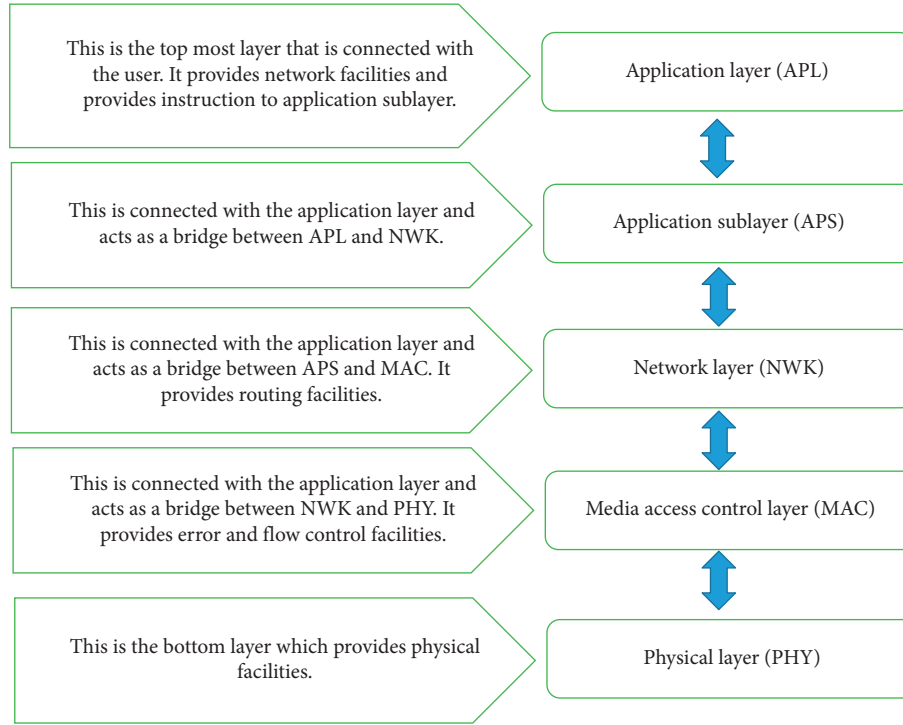 This is the top most layer that is connected with
the user. It provides network facilities and
provides instruction to application sublayer.
Application layer (APL)
This is connected with the application layer and
acts as a bridge between APL and NWK.
Application sublayer (APS)
This is connected with the application layer and
acts as a bridge between APS and MAC. It
provides routing facilities.
Network layer (NWK)
This is connected with the application layer and
acts as a bridge between NWK and PHY. It
provides error and flow control facilities.
Media access control layer (MAC)
This is the bottom layer which provides physical
facilities.
Physical layer (PHY)